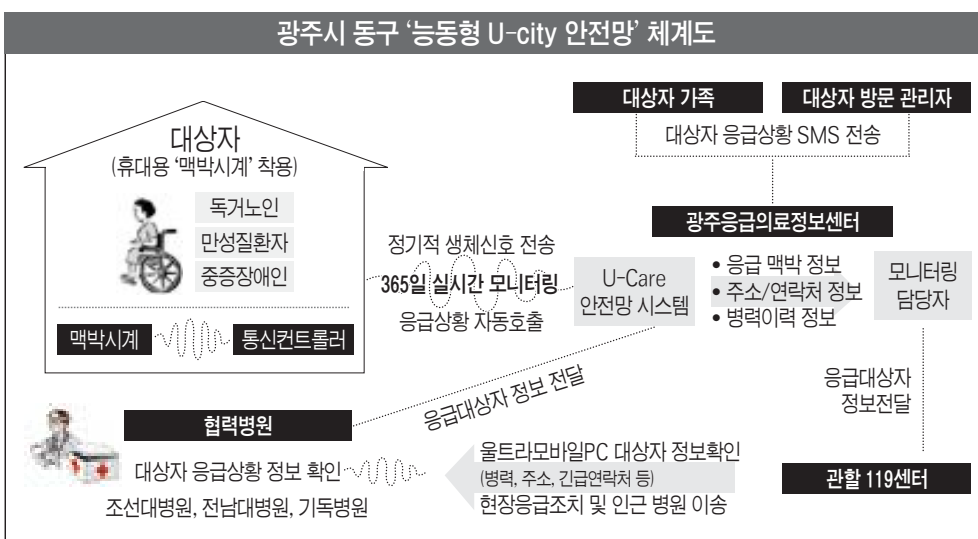 광주시 동구 ‘능동형 U-city 안전망’ 체계도
대상자 가족
대상자 방문 관리자
대상자 응급상황 SMS 전송
대상자
(휴대용 ‘맥박시계’ 착용)
독거노인
만성질환자
중증장애인
맥박시계
통신컨트롤러
정기적 생체신호 전송
365일 실시간 모니터링
응급상황 자동호출
광주응급의료정보센터
U-Care
안전망 시스템
• 응급 맥박 정보
• 주소/연락처 정보
• 병력이력 정보
모니터링
담당자
응급대상자 정보 전달
응급대상자
정보전달
협력병원
대상자 응급상황 정보 확인
조선대병원, 전남대병원, 기독병원
울트라모바일PC 대상자 정보확인
(병력, 주소, 긴급연락처 등)
현장응급조치 및 인근 병원 이송
관할 119센터